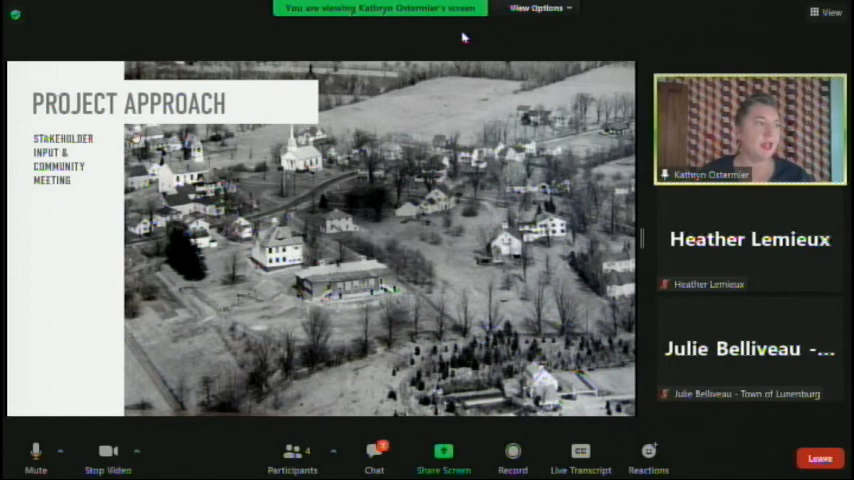 You are viewing Kathryn Ostermier's screen
View Options
View
PROJECT APPROACH
STAKEHOLDER
INPUT &
COMMUNITY
MEETING
Kathryn Ostermier
Heather Lemieux
Heather Lemieux
Julie Belliveau -...
Julie Belliveau - Town of Lunenburg
Mute
Stop Video
4
Participants
Chat
Share Screen
Record
CC
Live Transcript
Reactions
Leave